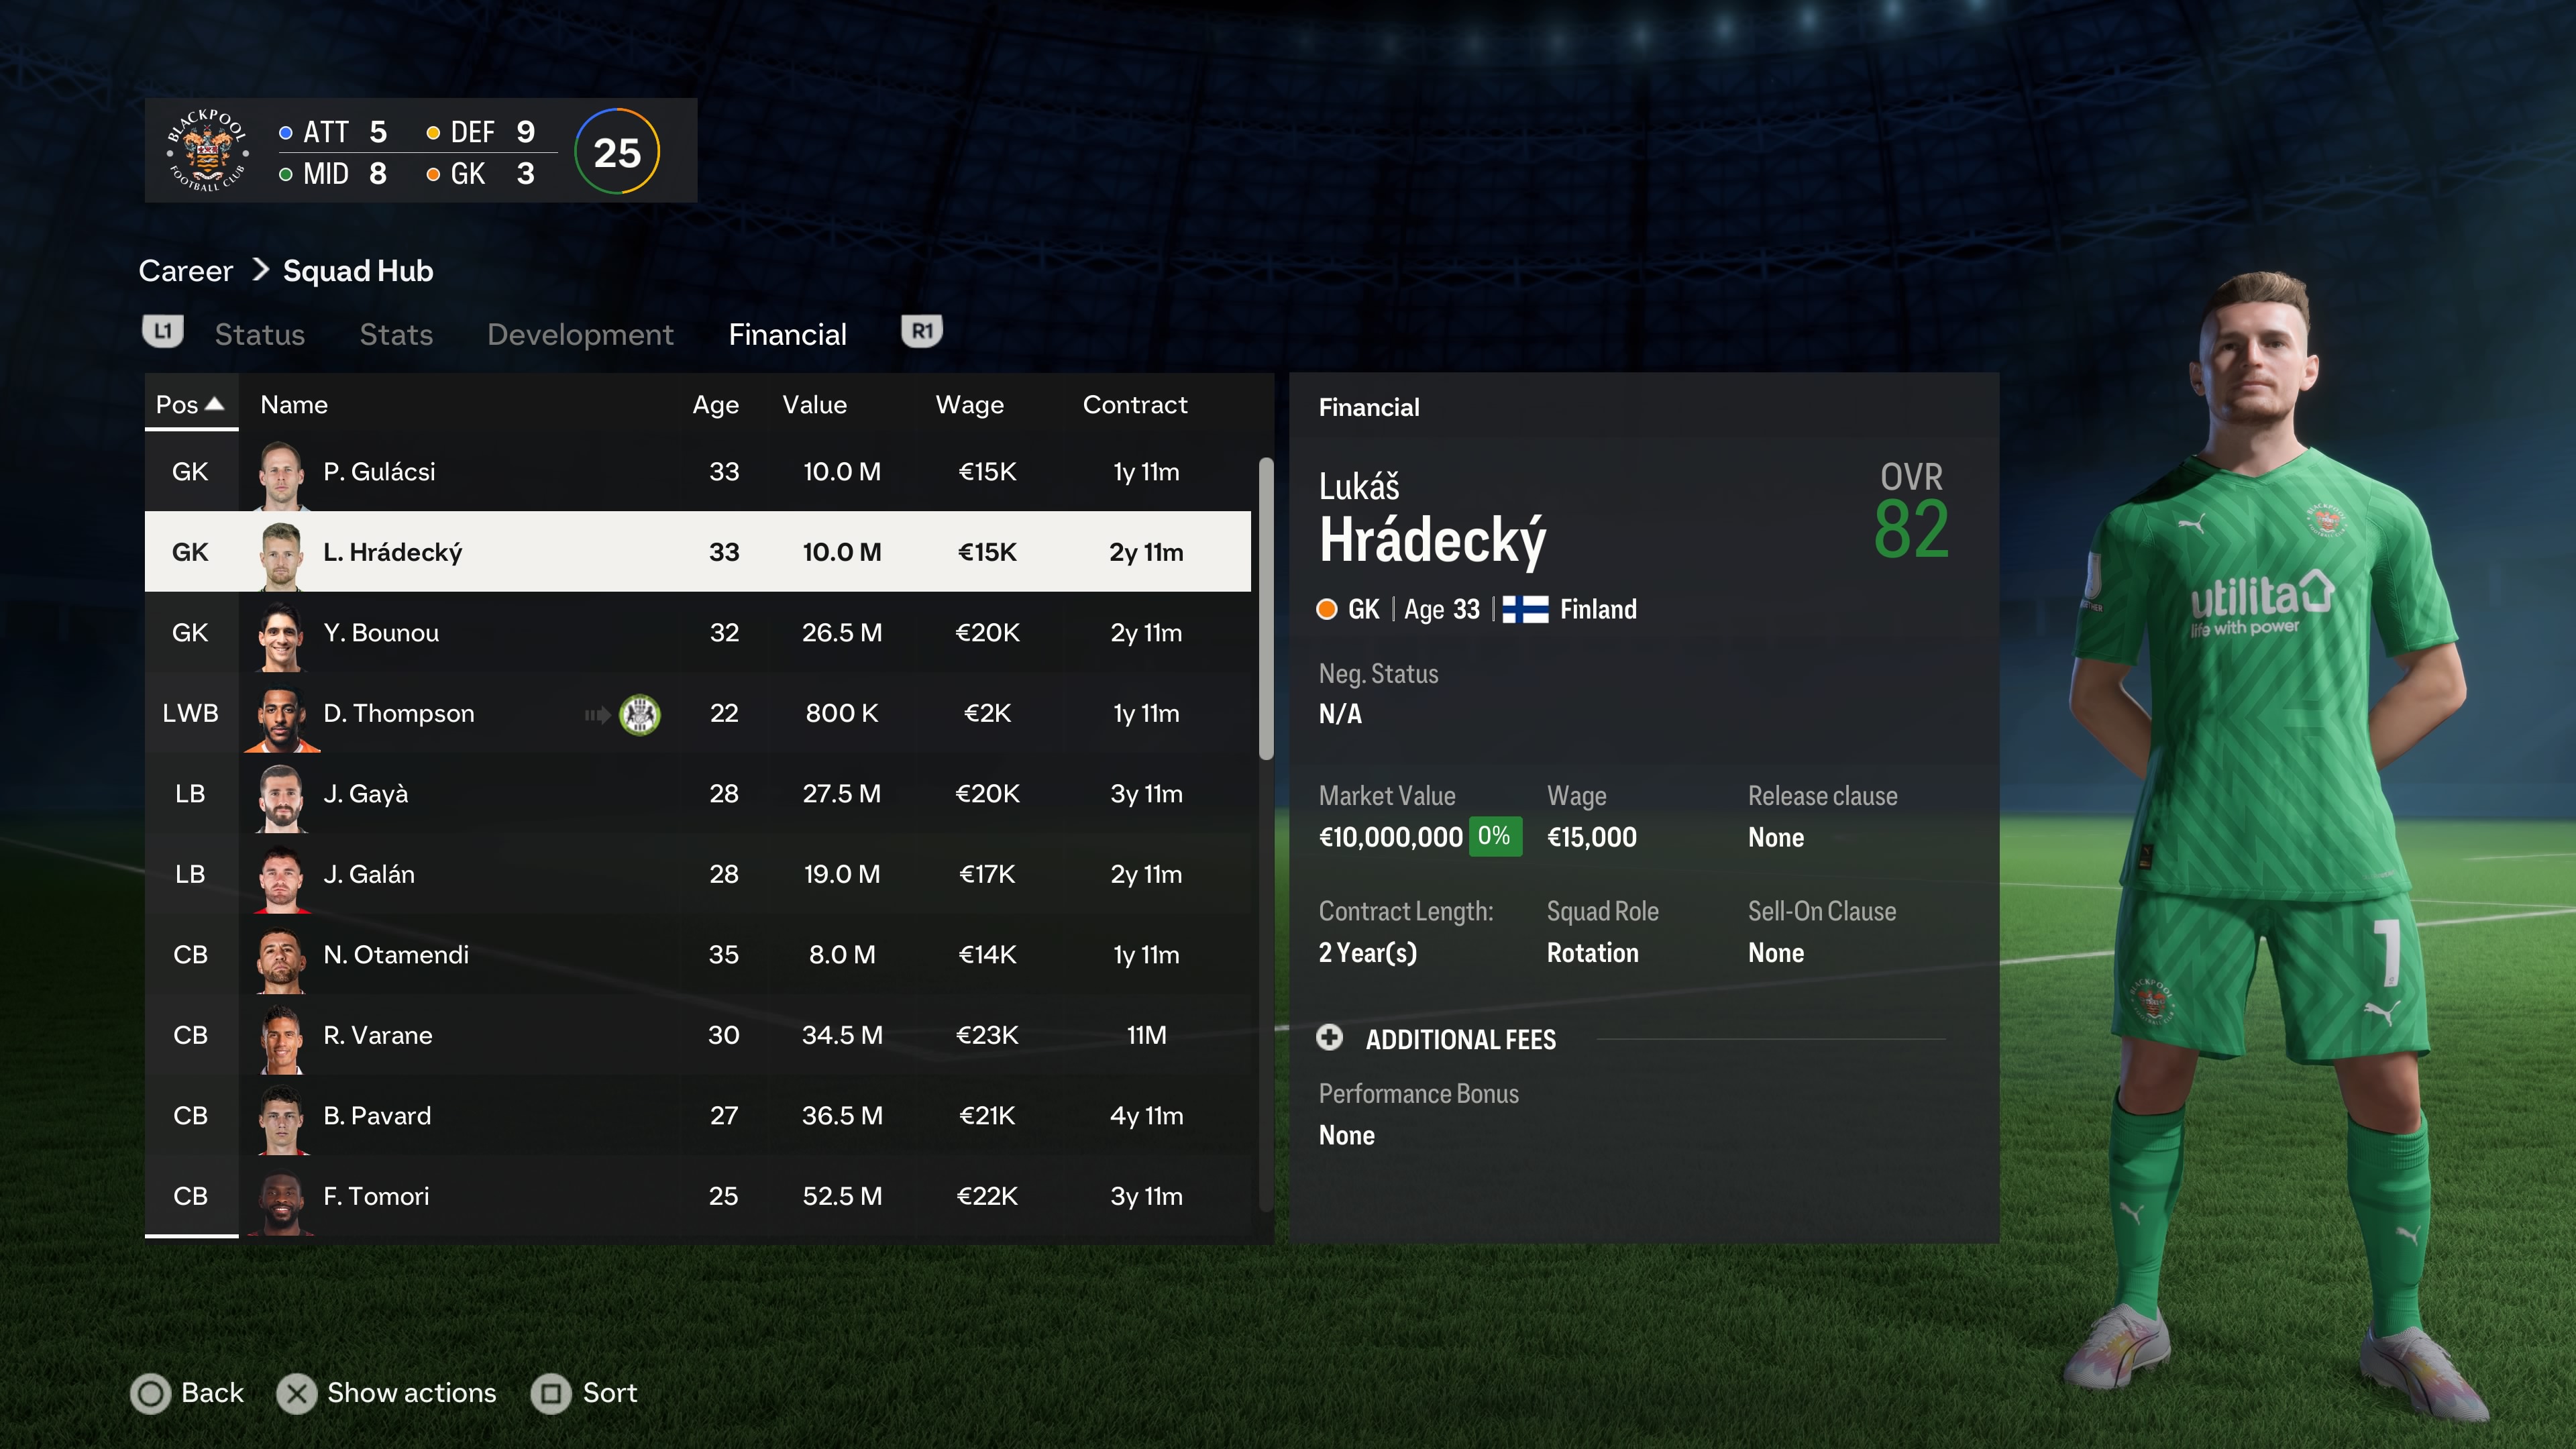 BLACKPOOL FOOTBALL CLUB
ATT 5 DEF 9
MID 8 GK 3
25
Career > Squad Hub
L1 Status Stats Development Financial R1
Pos Name Age Value Wage Contract
GK P. Gulácsi 33 10.0 M €15K 1y 11m
GK L. Hrádecký 33 10.0 M €15K 2y 11m
GK Y. Bounou 32 26.5 M €20K 2y 11m
LWB D. Thompson 22 800 K €2K 1y 11m
LB J. Gayà 28 27.5 M €20K 3y 11m
LB J. Galán 28 19.0 M €17K 2y 11m
CB N. Otamendi 35 8.0 M €14K 1y 11m
CB R. Varane 30 34.5 M €23K 11M
CB B. Pavard 27 36.5 M €21K 4y 11m
CB F. Tomori 25 52.5 M €22K 3y 11m
Financial
Lukáš
Hrádecký
OVR
82
GK | Age 33 | Finland
Neg. Status
N/A
Market Value Wage Release clause
€10,000,000 0% €15,000 None
Contract Length: Squad Role Sell-On Clause
2 Year(s) Rotation None
ADDITIONAL FEES
Performance Bonus
None
utilita
life with power
1
Back Show actions Sort